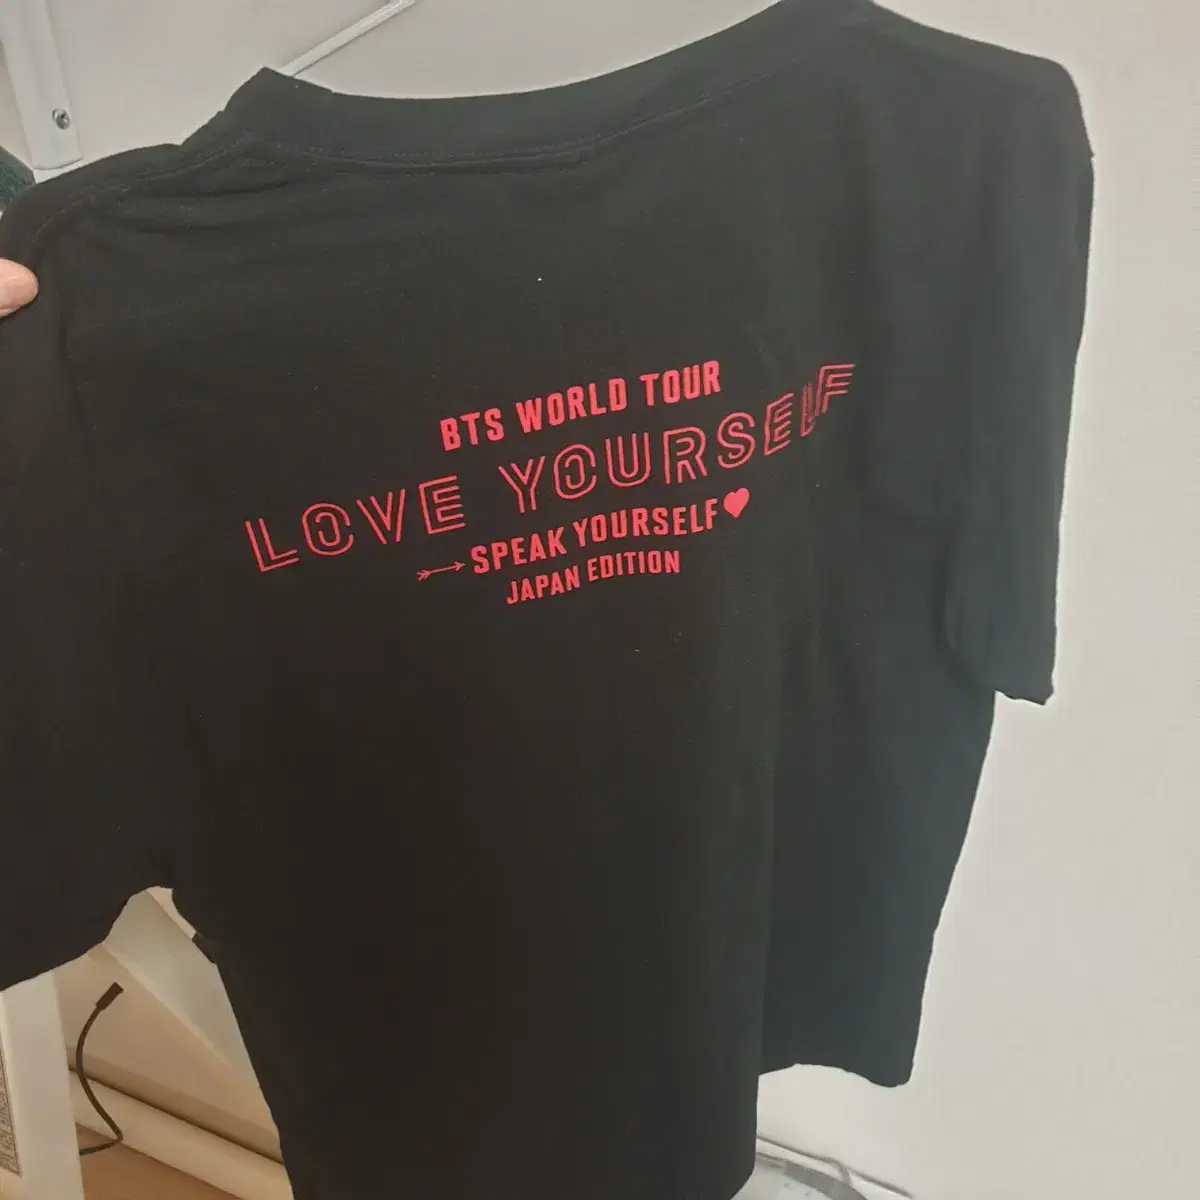 BTS WORLD TOUR
LOVE YOURSELF
SPEAK YOURSELF
JAPAN EDITION